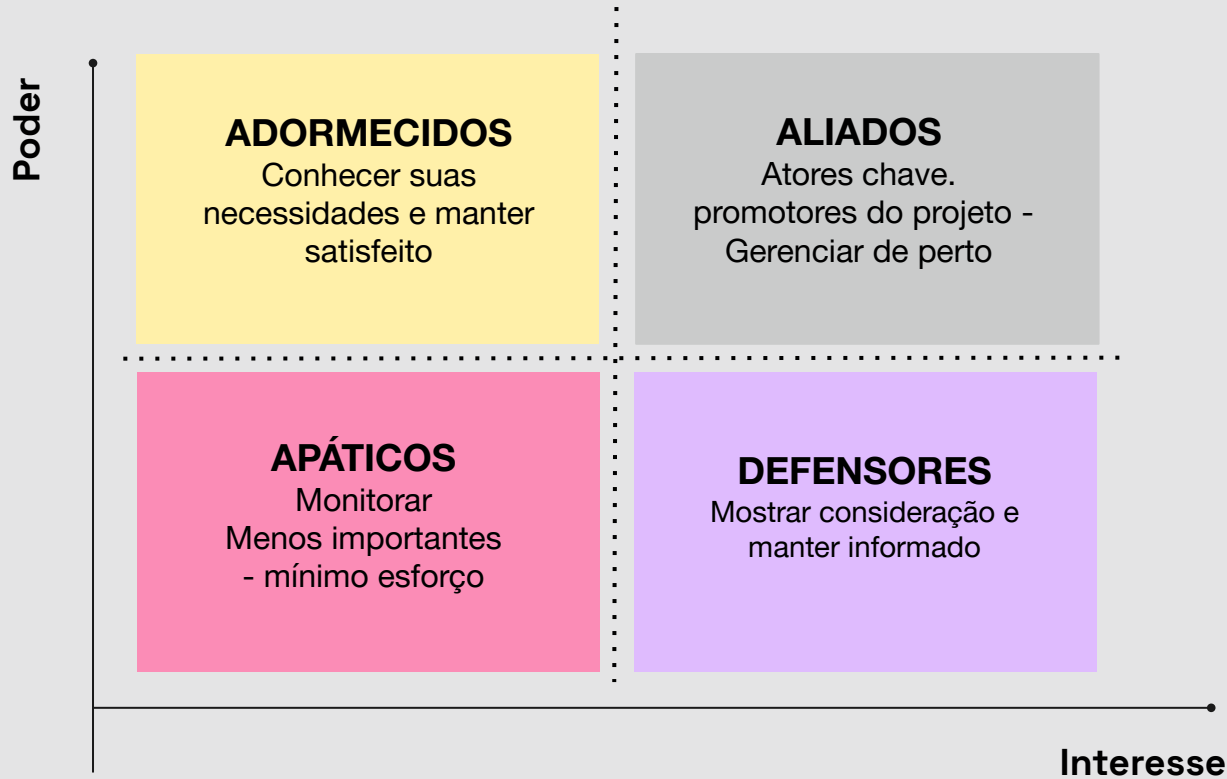 Poder
ADORMECIDOS
Conhecer suas
necessidades e manter
satisfeito
ALIADOS
Atores chave.
promotores do projeto -
Gerenciar de perto
APÁTICOS
Monitorar
Menos importantes
- mínimo esforço
DEFENSORES
Mostrar consideração e
manter informado
Interesse